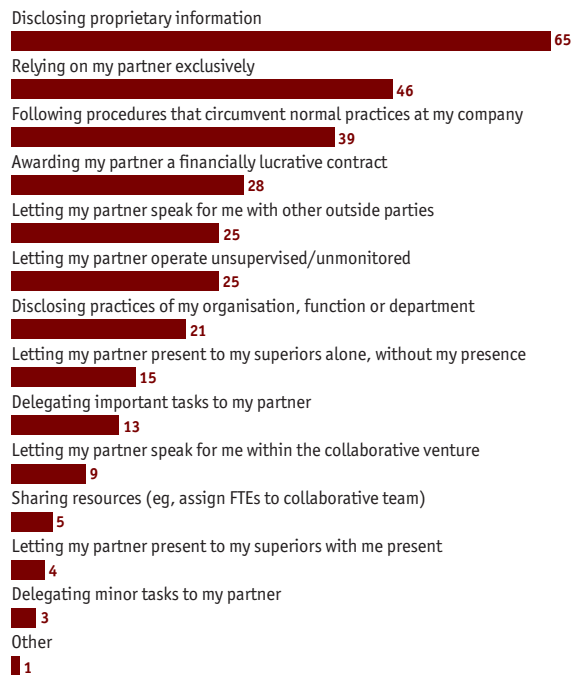 Disclosing proprietary information
65
Relying on my partner exclusively
46
Following procedures that circumvent normal practices at my company
39
Awarding my partner a financially lucrative contract
28
Letting my partner speak for me with other outside parties
25
Letting my partner operate unsupervised/unmonitored
25
Disclosing practices of my organisation, function or department
21
Letting my partner present to my superiors alone, without my presence
15
Delegating important tasks to my partner
13
Letting my partner speak for me within the collaborative venture
9
Sharing resources (eg, assign FTEs to collaborative team)
5
Letting my partner present to my superiors with me present
4
Delegating minor tasks to my partner
3
Other
1